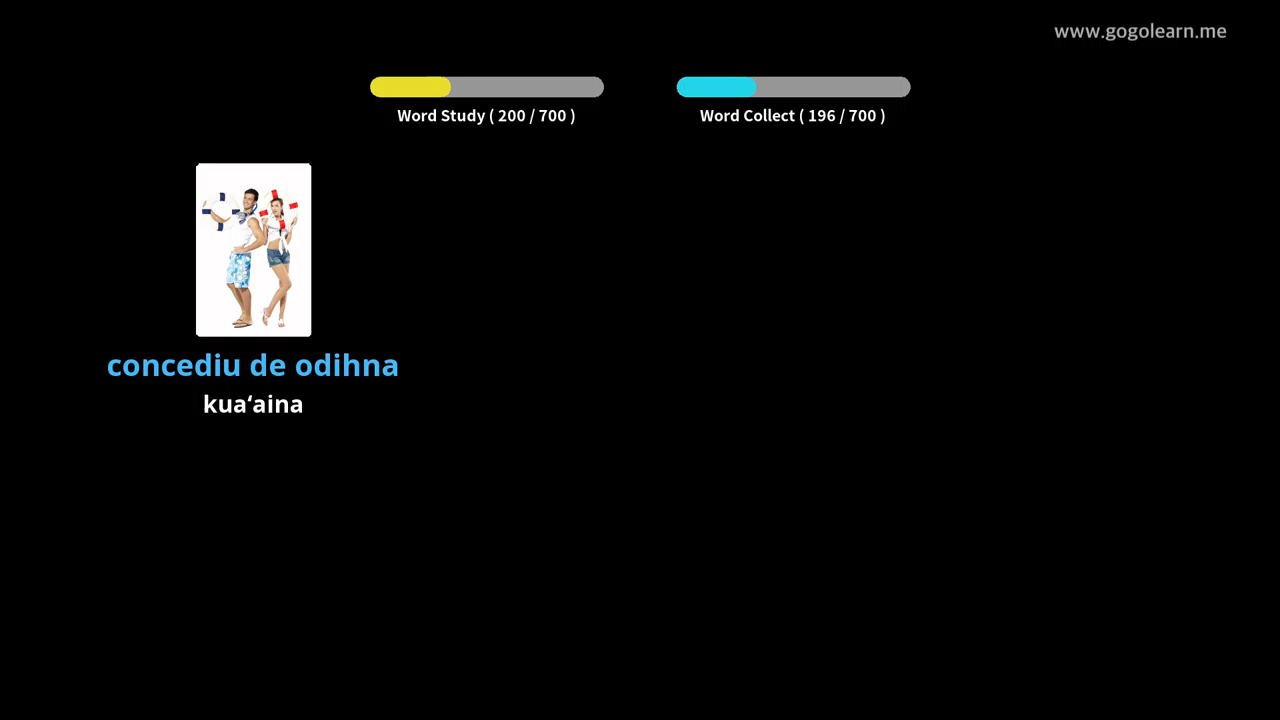 www.gogolearn.me
Word Study ( 200 / 700 )
Word Collect ( 196 / 700 )
concediu de odihna
kuaʻaina